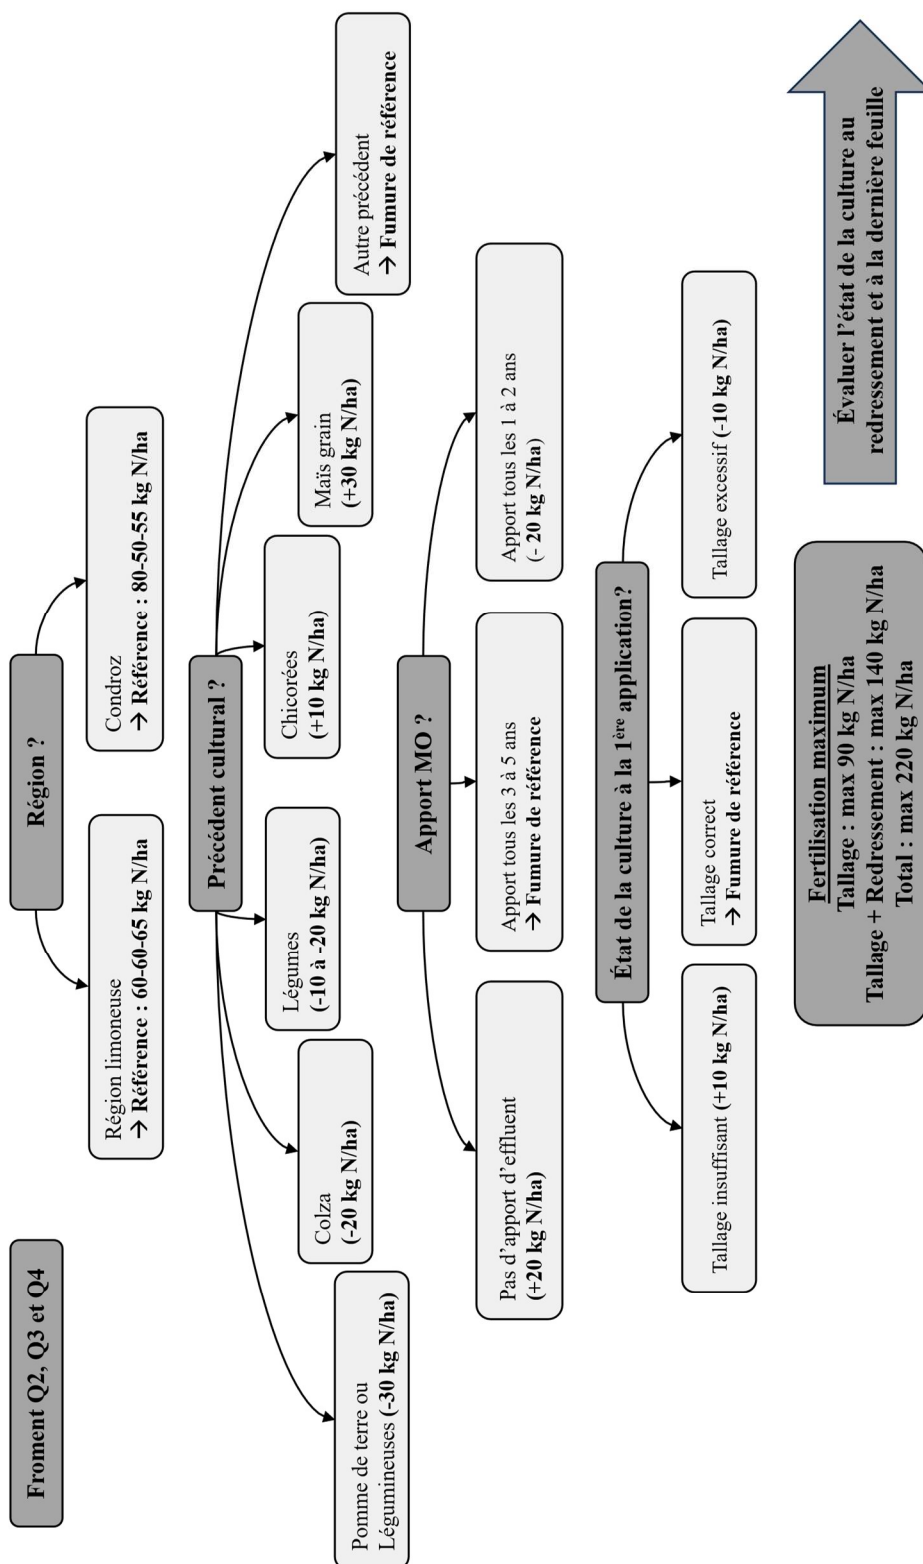 Froment Q2, Q3 et Q4
Région ?
Région limoneuse
→ Référence : 60-60-65 kg N/ha
Condroz
→ Référence : 80-50-55 kg N/ha
Précédent cultural ?
Pomme de terre ou
Légumineuses (-30 kg N/ha)
Colza
(-20 kg N/ha)
Légumes
(-10 à -20 kg N/ha)
Chicorées
(+10 kg N/ha)
Maïs grain
(+30 kg N/ha)
Autre précédent
→ Fumure de référence
Apport MO ?
Pas d’apport d’effluent
(+20 kg N/ha)
Apport tous les 3 à 5 ans
→ Fumure de référence
Apport tous les 1 à 2 ans
(- 20 kg N/ha)
État de la culture à la 1ère application?
Tallage insuffisant (+10 kg N/ha)
Tallage correct
→ Fumure de référence
Tallage excessif (-10 kg N/ha)
Fertilisation maximum
Tallage : max 90 kg N/ha
Tallage + Redressement : max 140 kg N/ha
Total : max 220 kg N/ha
Évaluer l’état de la culture au
redressement et à la dernière feuille